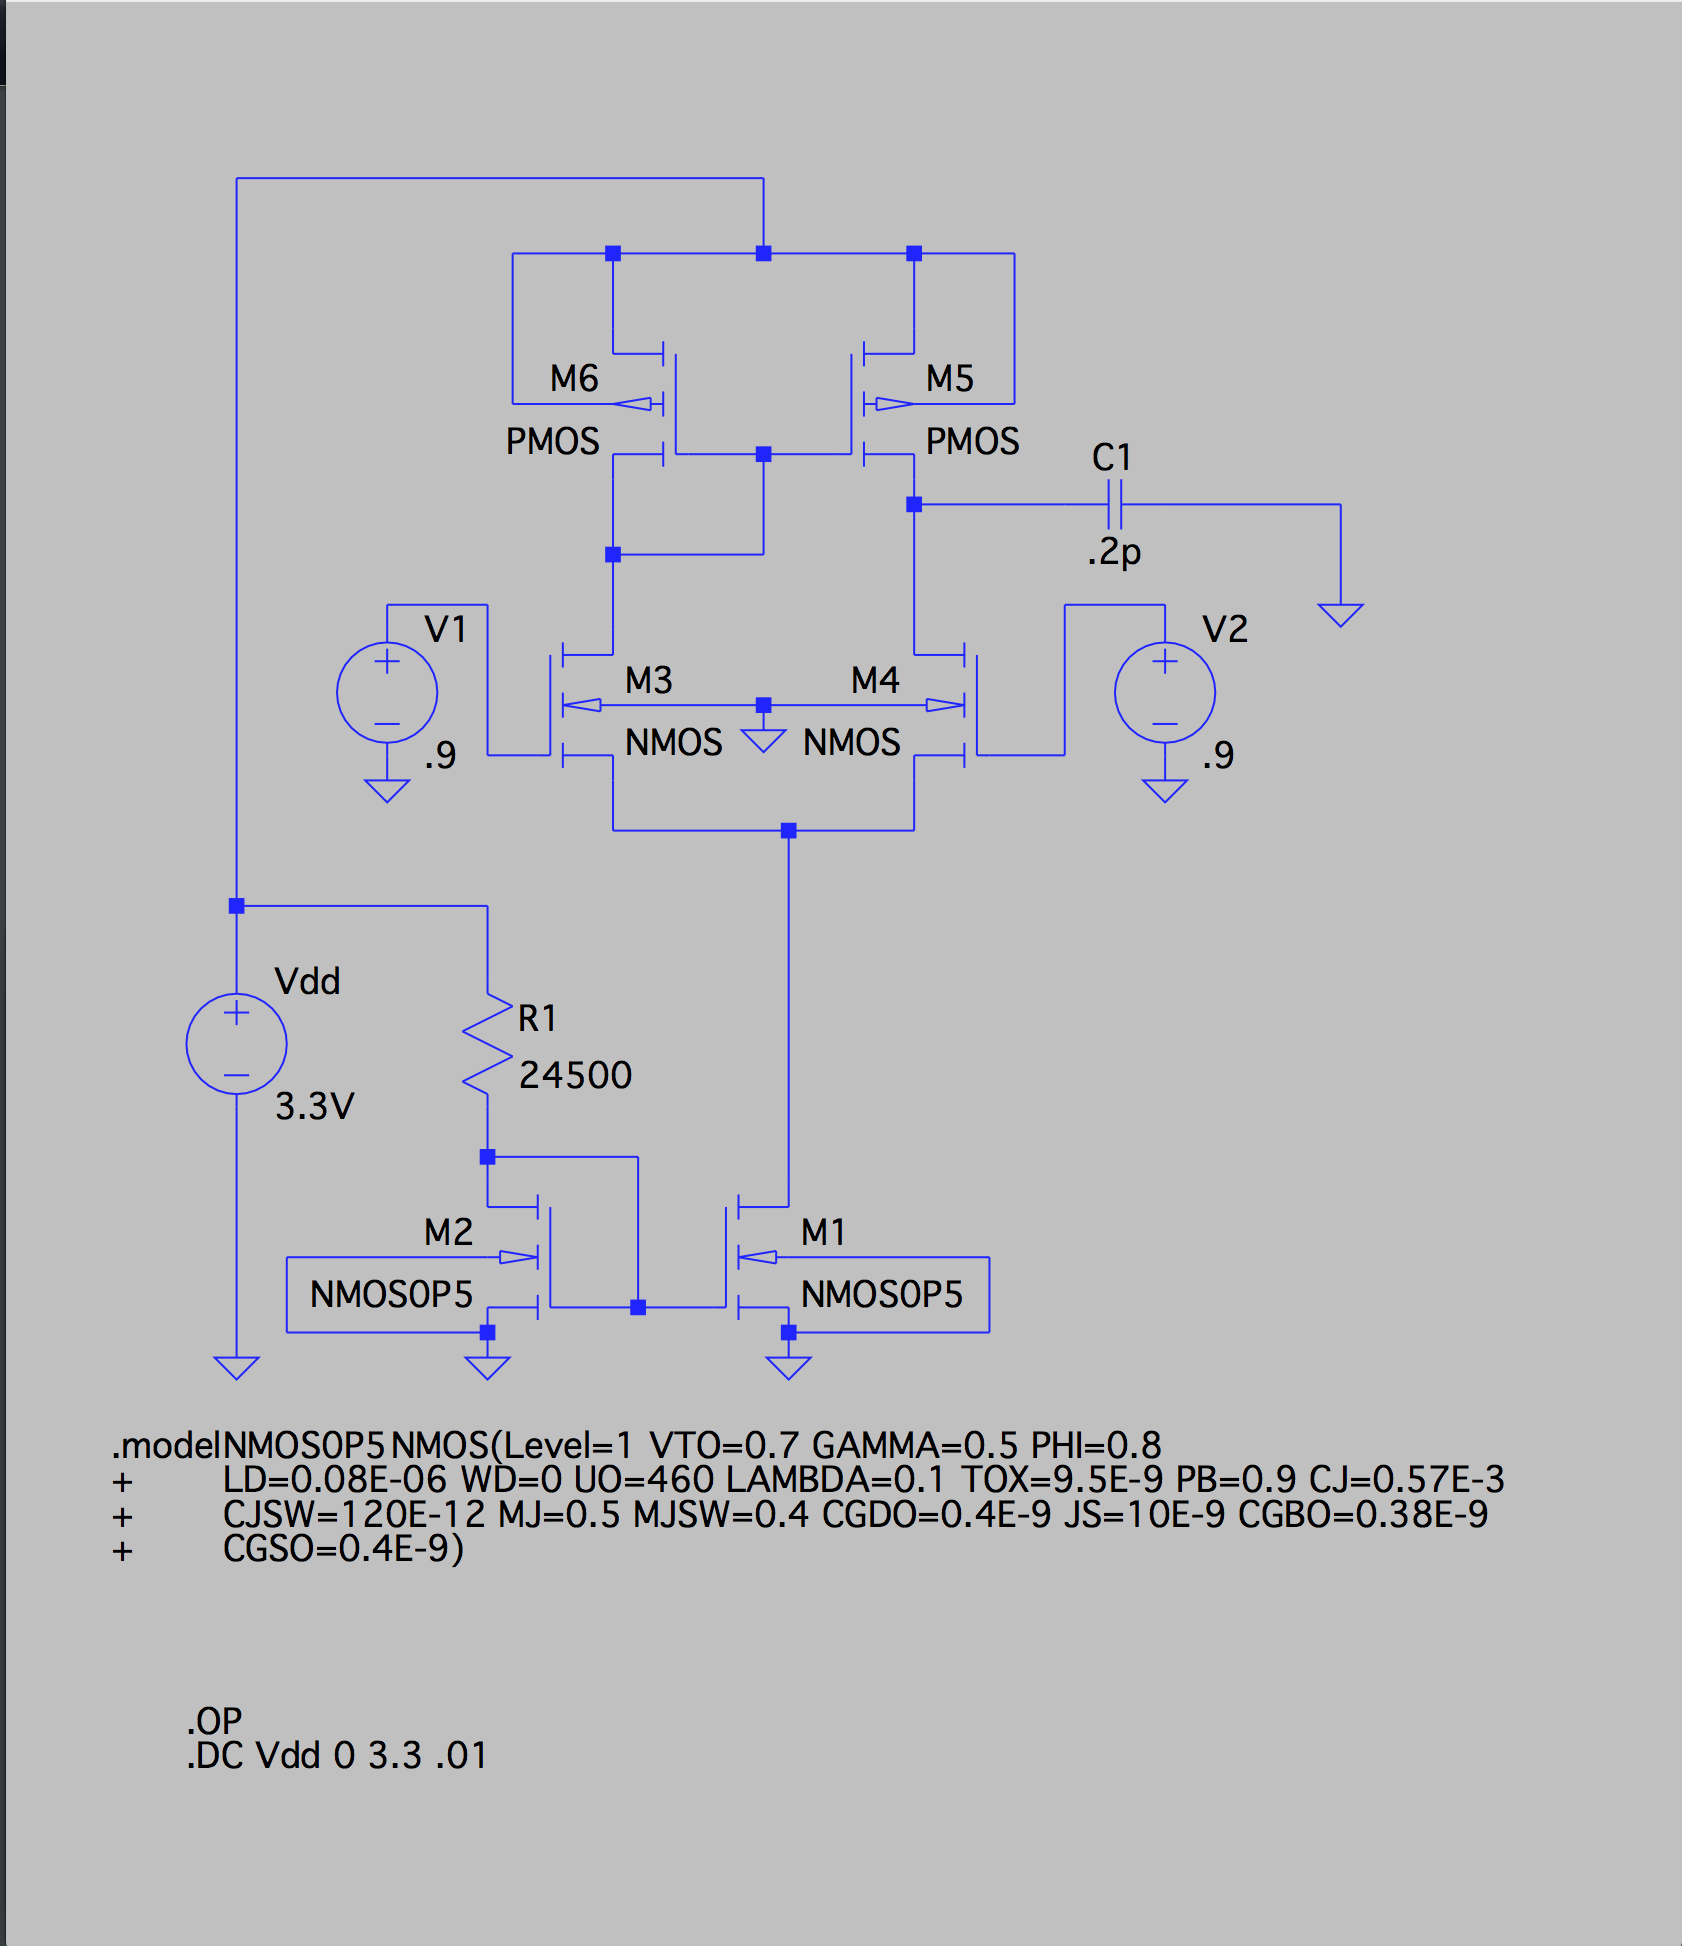 M6
M5
PMOS
PMOS
C1
.2p
V1
V2
M3
M4
NMOS
NMOS
.9
.9
Vdd
R1
24500
3.3V
M2
M1
NMOS0P5
NMOS0P5
.model NMOS0P5 NMOS(Level=1 VTO=0.7 GAMMA=0.5 PHI=0.8
+ LD=0.08E-06 WD=0 UO=460 LAMBDA=0.1 TOX=9.5E-9 PB=0.9 CJ=0.57E-3
+ CJSW=120E-12 MJ=0.5 MJSW=0.4 CGDO=0.4E-9 JS=10E-9 CGBO=0.38E-9
+ CGSO=0.4E-9)
.OP
.DC Vdd 0 3.3 .01